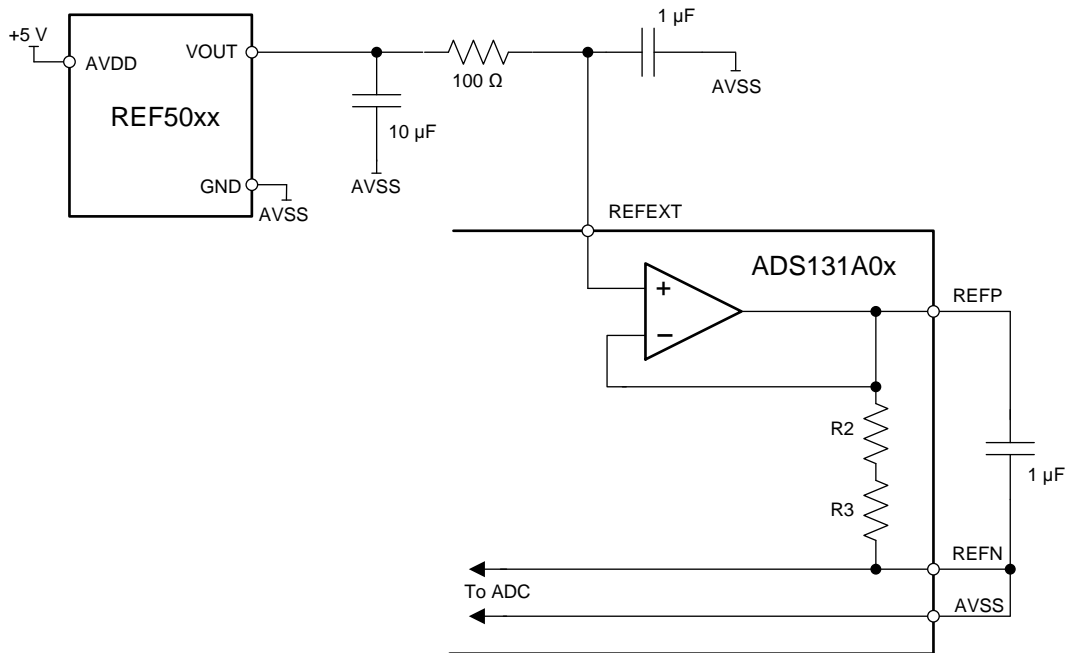 1 µF
+5 V
AVDD
VOUT
REF50xx
100 Ω
AVSS
10 µF
AVSS
GND
AVSS
REFEXT
ADS131A0x
+
REFP
−
R2
1 µF
R3
REFN
To ADC
AVSS